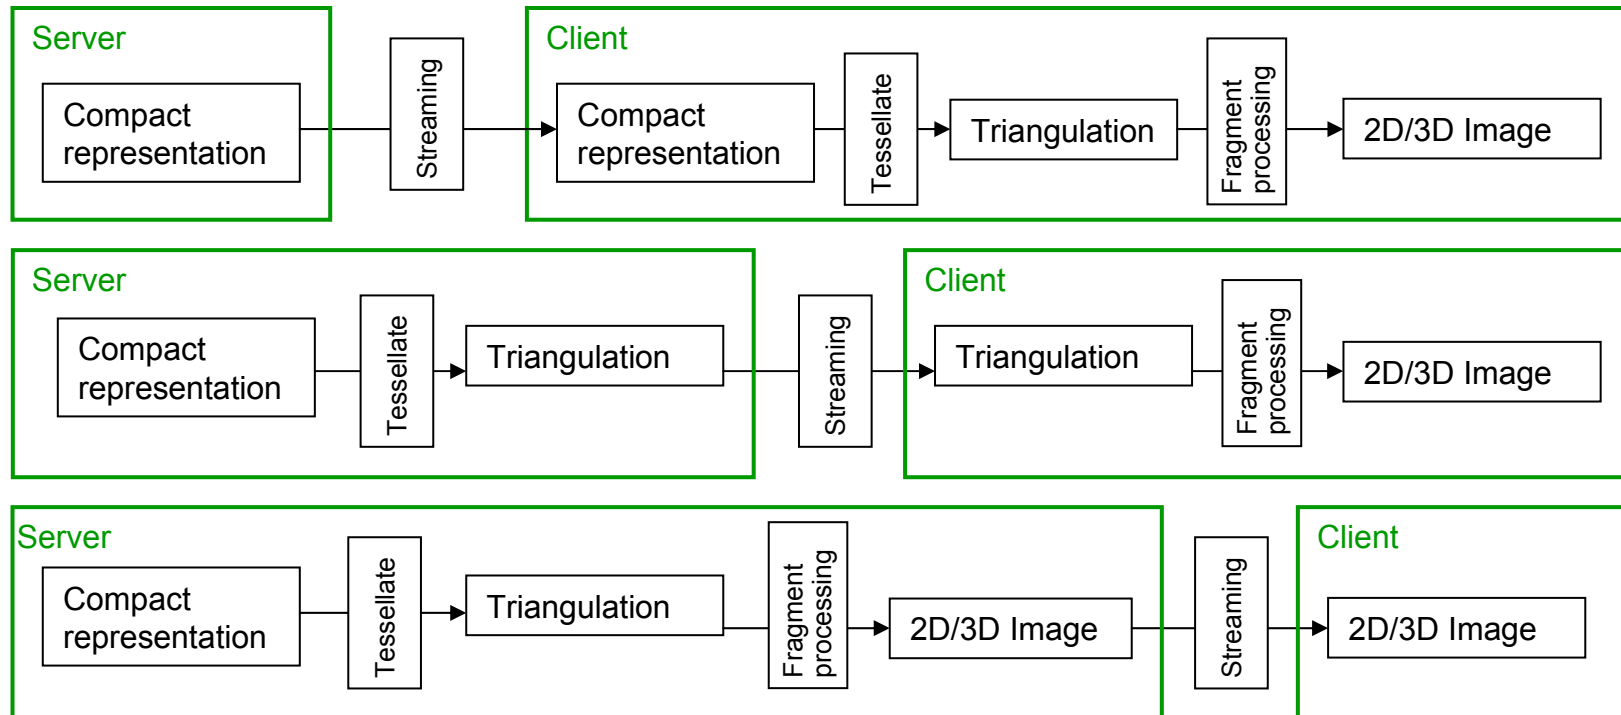 Server
Compact
representation
Streaming
Client
Compact
representation
Tessellate
Triangulation
Fragment
processing
2D/3D Image
Server
Compact
representation
Tessellate
Triangulation
Streaming
Client
Triangulation
Fragment
processing
2D/3D Image
Server
Compact
representation
Tessellate
Triangulation
Fragment
processing
2D/3D Image
Streaming
Client
2D/3D Image